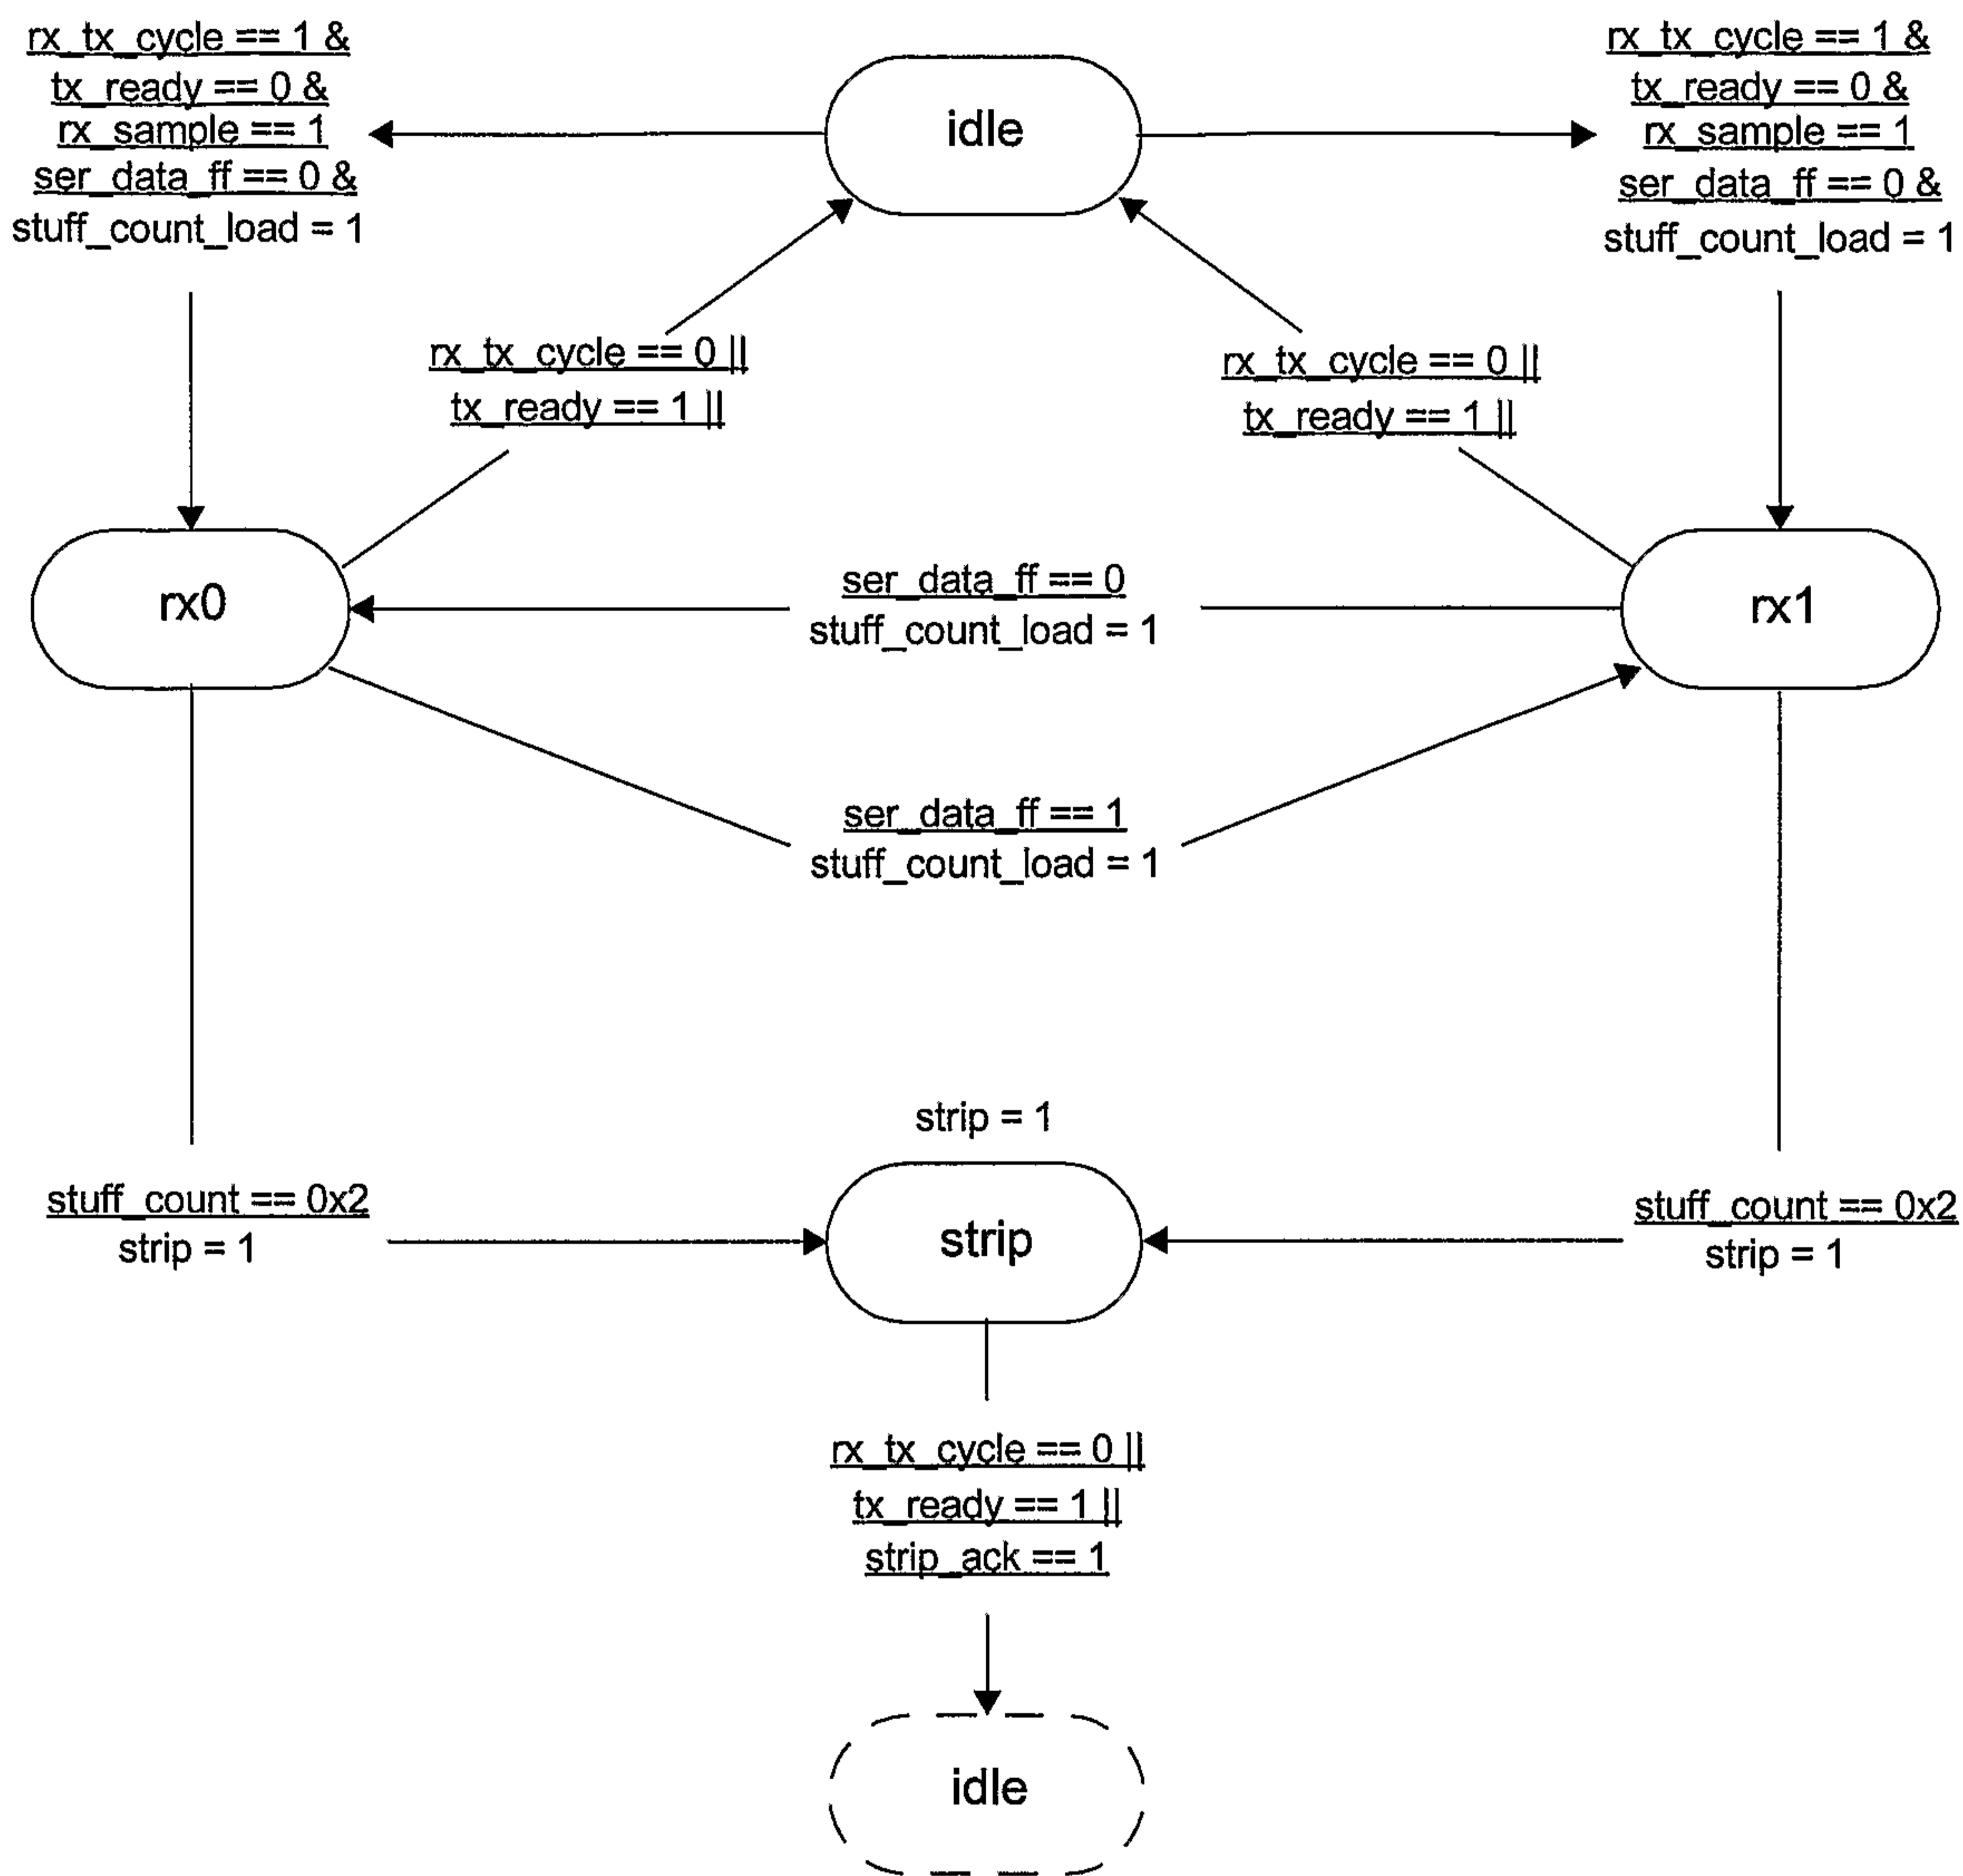 rx_tx_cycle == 1 &
tx_ready == 0 &
rx_sample == 1
ser_data_ff == 0 &
stuff_count_load = 1
idle
rx_tx_cycle == 1 &
tx_ready == 0 &
rx_sample == 1
ser_data_ff == 0 &
stuff_count_load = 1
rx_tx_cycle == 0 ||
tx_ready == 1 ||
rx_tx_cycle == 0 ||
tx_ready == 1 ||
rx0
ser_data_ff == 0
stuff_count_load = 1
rx1
ser_data_ff == 1
stuff_count_load = 1
strip = 1
stuff_count == 0x2
strip = 1
strip
stuff_count == 0x2
strip = 1
rx_tx_cycle == 0 ||
tx_ready == 1 ||
strip_ack == 1
idle